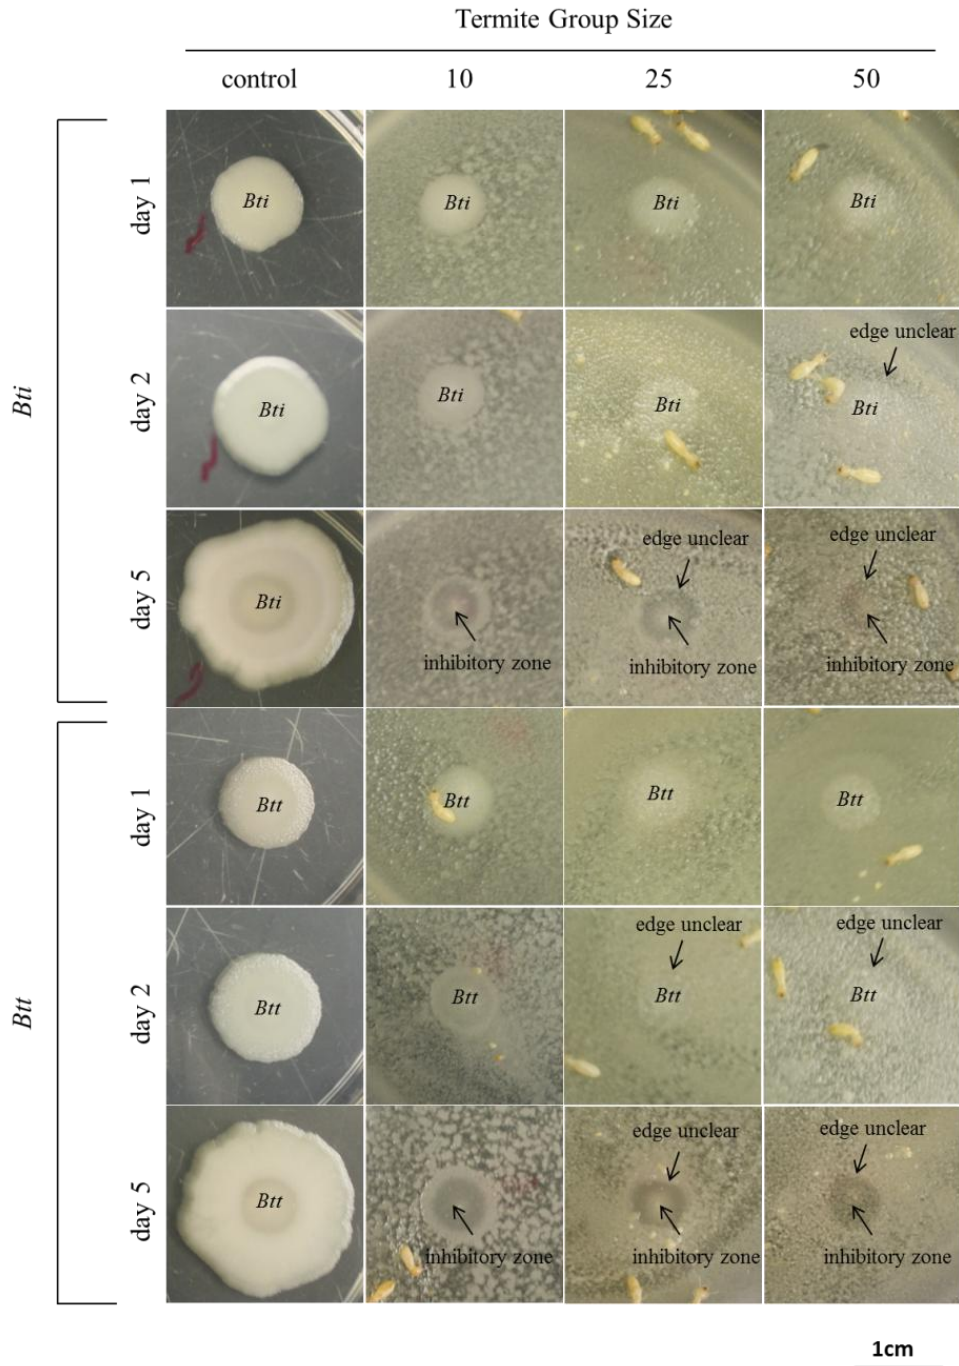 Termite Group Size
control 10 25 50
Bti
day 1
Bti Bti Bti Bti
day 2
edge unclear
Bti Bti Bti Bti
day 5
edge unclear edge unclear
Bti
inhibitory zone inhibitory zone inhibitory zone
Btt
day 1
Btt Btt Btt Btt
day 2
edge unclear edge unclear
Btt Btt Btt Btt
day 5
edge unclear edge unclear
Btt
inhibitory zone inhibitory zone inhibitory zone
1cm